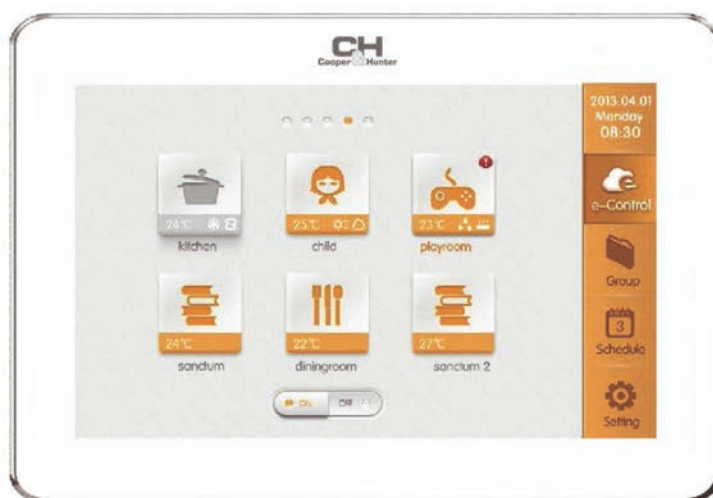 CH
Cooper & Hunter
2013.04.01
Monday
08:30
e-Control
Group
3
Schedule
Setting
24°C
kitchen
25°C
child
23°C
playroom
24°C
sanctum
22°C
diningroom
27°C
sanctum 2
ON
OFF